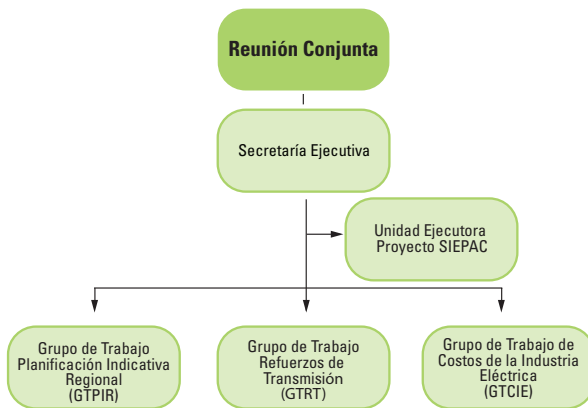 Reunión Conjunta
Secretaría Ejecutiva
Unidad Ejecutora
Proyecto SIEPAC
Grupo de Trabajo
Planificación Indicativa
Regional
(GTPIR)
Grupo de Trabajo
Refuerzos de
Transmisión
(GTRT)
Grupo de Trabajo de
Costos de la Industria
Eléctrica
(GTCIE)